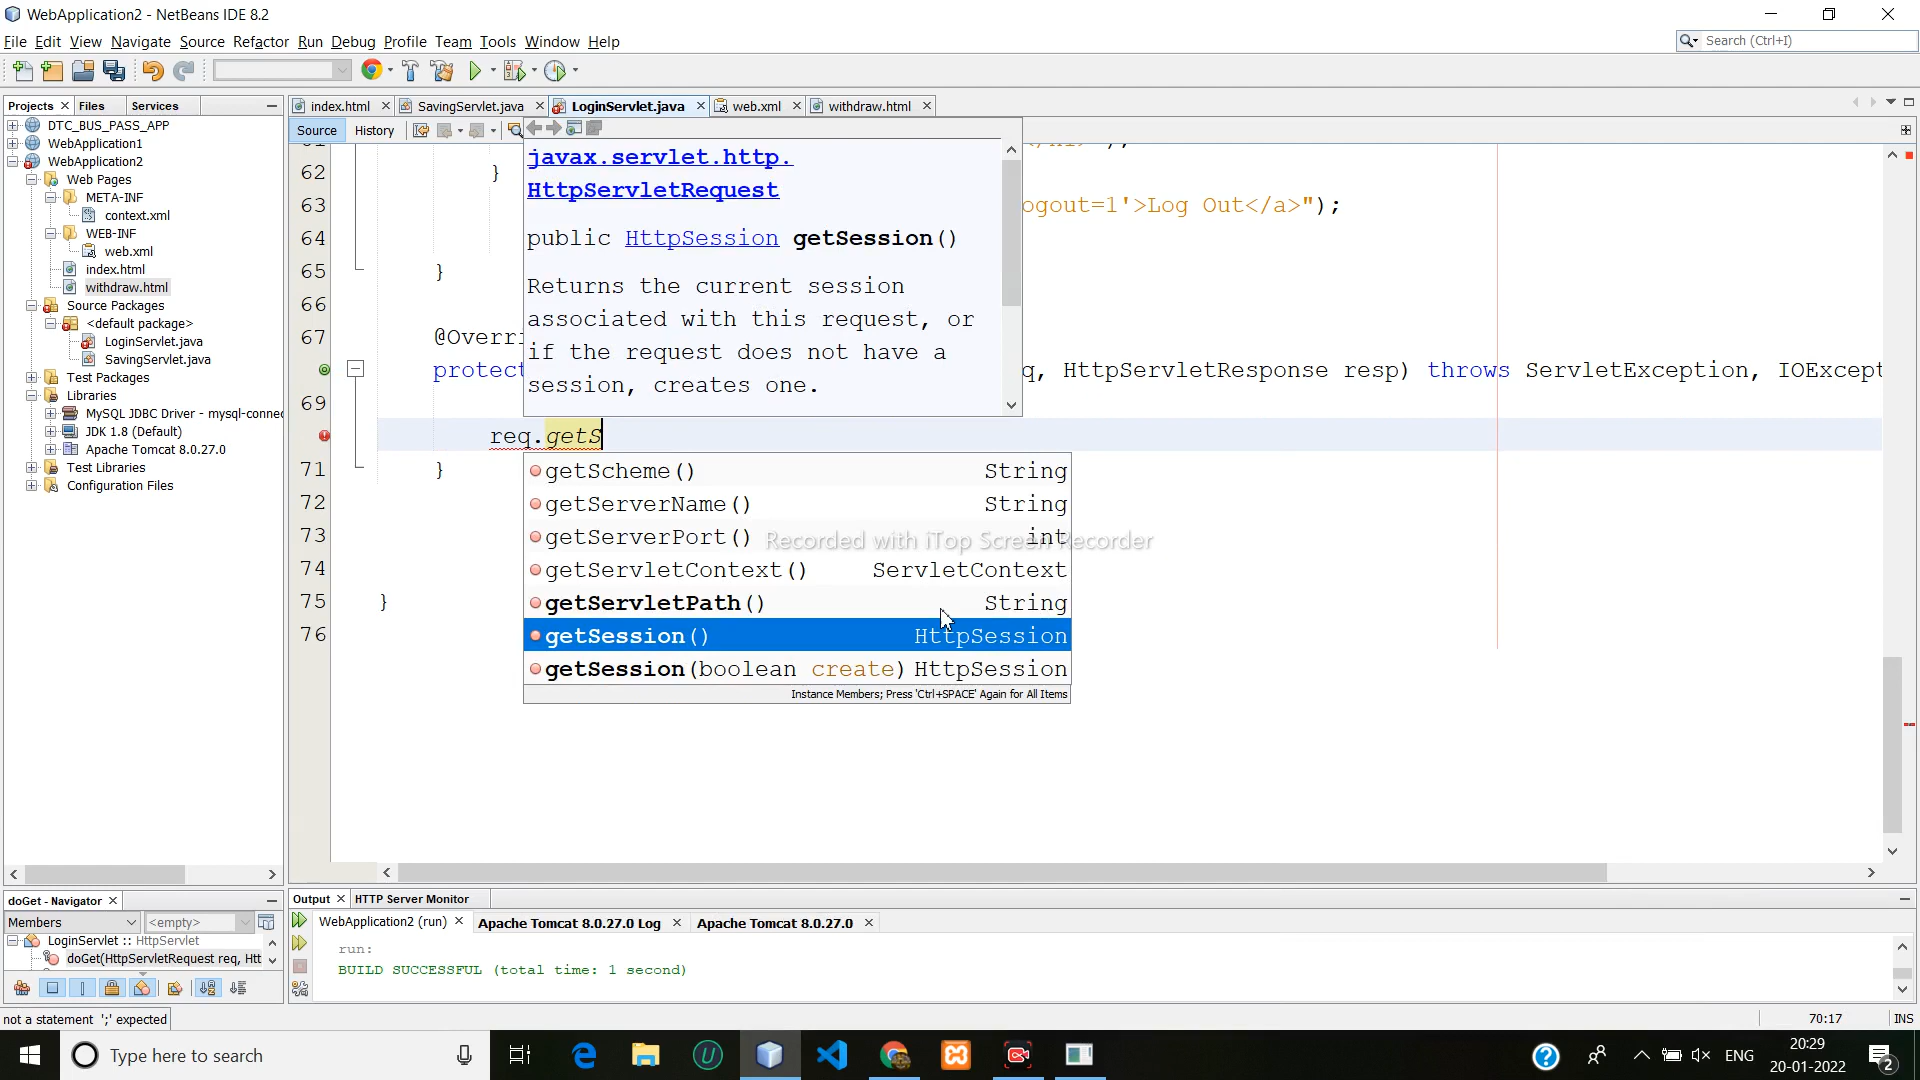 WebApplication2 - NetBeans IDE 8.2
File Edit View Navigate Source Refactor Run Debug Profile Team Tools Window Help
Search (Ctrl+I)
Projects Files Services
index.html SavingServlet.java LoginServlet.java web.xml withdraw.html
Source History
DTC_BUS_PASS_APP
WebApplication1
WebApplication2
Web Pages
META-INF
context.xml
WEB-INF
web.xml
index.html
withdraw.html
Source Packages
<default package>
LoginServlet.java
SavingServlet.java
Test Packages
Libraries
MySQL JDBC Driver - mysql-connec
JDK 1.8 (Default)
Apache Tomcat 8.0.27.0
Test Libraries
Configuration Files
62 }
63 ogout=1'>Log Out</a>");
64
65 }
66
67 @Overri
protect q, HttpServletResponse resp) throws ServletException, IOExcept
69
req.getS
71 }
72
73
74
75 }
76
javax.servlet.http.
HttpServletRequest
public HttpSession getSession()
Returns the current session
associated with this request, or
if the request does not have a
session, creates one.
getScheme() String
getServerName() String
getServerPort() int
getServletContext() ServletContext
getServletPath() String
getSession() HttpSession
getSession(boolean create) HttpSession
Instance Members; Press 'Ctrl+SPACE' Again for All Items
Recorded with iTop Screen Recorder
doGet - Navigator
Members <empty>
LoginServlet :: HttpServlet
doGet(HttpServletRequest req, Htt
Output HTTP Server Monitor
WebApplication2 (run) Apache Tomcat 8.0.27.0 Log Apache Tomcat 8.0.27.0
run:
BUILD SUCCESSFUL (total time: 1 second)
not a statement ';' expected
70:17 INS
Type here to search
ENG
20:29
20-01-2022
2